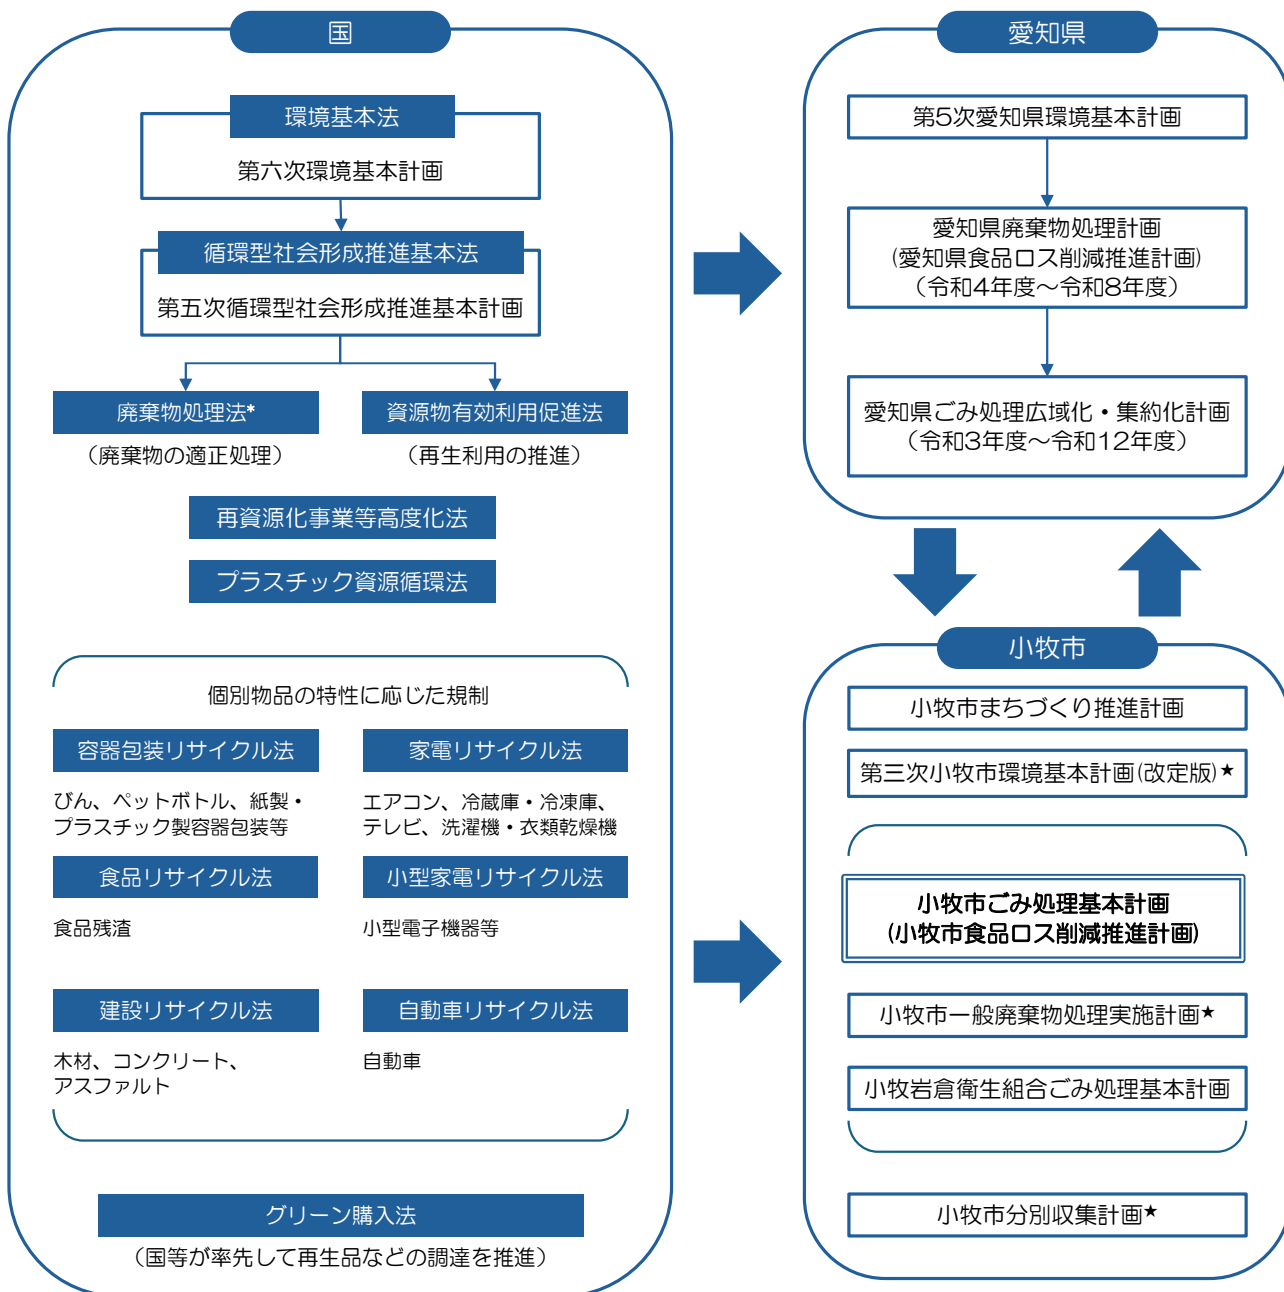 国
環境基本法
第六次環境基本計画
循環型社会形成推進基本法
第五次循環型社会形成推進基本計画
廃棄物処理法*
(廃棄物の適正処理)
資源物有効利用促進法
(再生利用の推進)
再資源化事業等高度化法
プラスチック資源循環法
個別物品の特性に応じた規制
容器包装リサイクル法
びん、ペットボトル、紙製・
プラスチック製容器包装等
家電リサイクル法
エアコン、冷蔵庫・冷凍庫、
テレビ、洗濯機・衣類乾燥機
食品リサイクル法
食品残渣
小型家電リサイクル法
小型電子機器等
建設リサイクル法
木材、コンクリート、
アスファルト
自動車リサイクル法
自動車
グリーン購入法
(国等が率先して再生品などの調達を推進)
愛知県
第5次愛知県環境基本計画
愛知県廃棄物処理計画
(愛知県食品ロス削減推進計画)
(令和4年度～令和8年度)
愛知県ごみ処理広域化・集約化計画
(令和3年度～令和12年度)
小牧市
小牧市まちづくり推進計画
第三次小牧市環境基本計画(改定版)★
小牧市ごみ処理基本計画
(小牧市食品ロス削減推進計画)
小牧市一般廃棄物処理実施計画★
小牧岩倉衛生組合ごみ処理基本計画
小牧市分別収集計画★